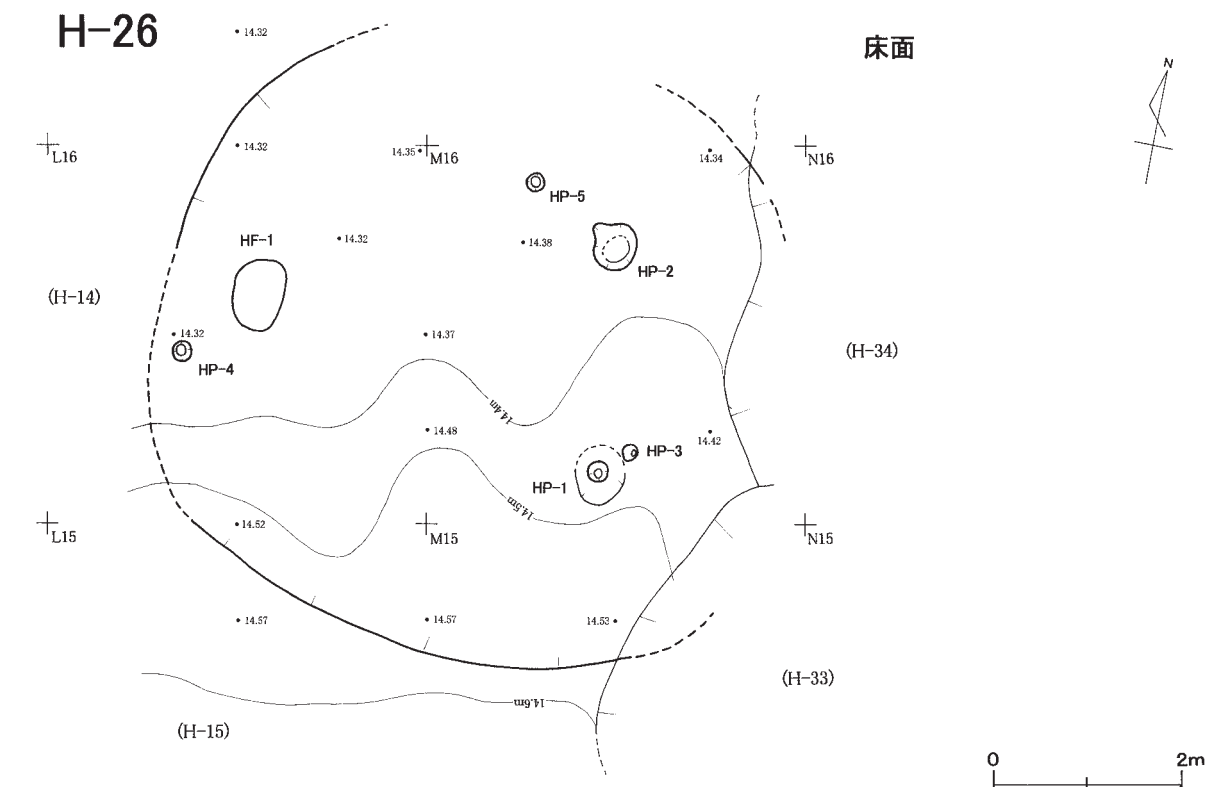 H-26
床面
N
14.32
L16
14.32
14.35
M16
14.34
N16
HP-5
HF-1
14.32
14.38
HP-2
(H-14)
14.32
HP-4
14.37
(H-34)
14.4m
14.48
14.42
HP-3
HP-1
14.5m
L15
14.52
M15
N15
14.57
14.57
14.53
(H-33)
14.6m
(H-15)
0 2m